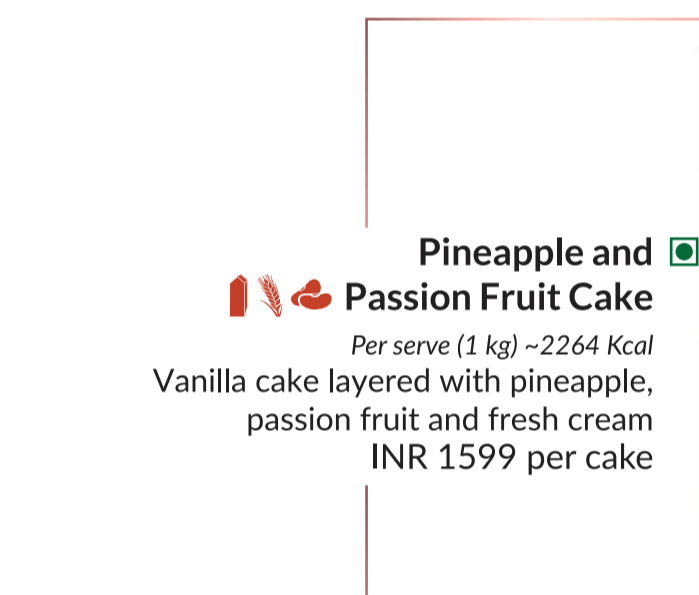 Pineapple and
Passion Fruit Cake
Per serve (1 kg) ~2264 Kcal
Vanilla cake layered with pineapple,
passion fruit and fresh cream
INR 1599 per cake